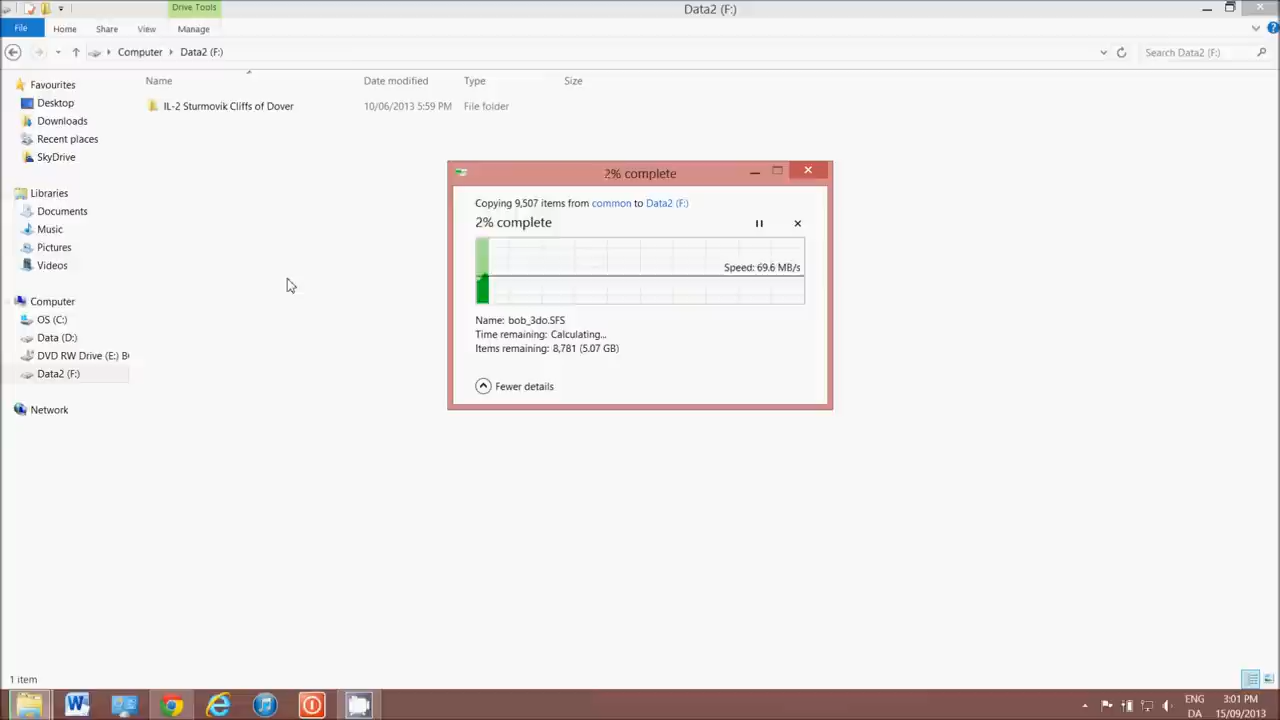 Drive Tools
Data2 (F:)
File Home Share View Manage
Computer Data2 (F:)
Search Data2 (F:)
Name Date modified Type Size
IL-2 Sturmovik Cliffs of Dover 10/06/2013 5:59 PM File folder
Favourites
Desktop
Downloads
Recent places
SkyDrive
Libraries
Documents
Music
Pictures
Videos
Computer
OS (C:)
Data (D:)
DVD RW Drive (E:)
Data2 (F:)
Network
2% complete
Copying 9,507 items from common to Data2 (F:)
2% complete
Speed: 69.6 MB/s
Name: bob_3do.SFS
Time remaining: Calculating...
Items remaining: 8,781 (5.07 GB)
Fewer details
1 item
ENG 3:01 PM
DA 15/09/2013